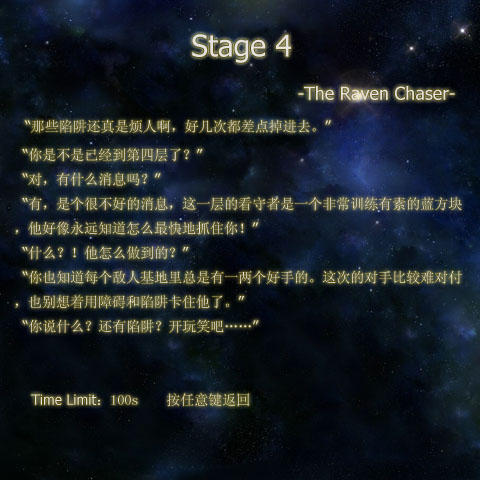 Stage 4
-The Raven Chaser-
“那些陷阱还真是烦人啊，好几次都差点掉进去。”
“你是不是已经到第四层了？”
“对，有什么消息吗？”
“有，是个很不好的消息，这一层的看守者是一个非常训练有素的蓝方块
，他好像永远知道怎么最快地抓住你！”
“什么？！他怎么做到的？”
“你也知道每个敌人基地里总是有一两个好手的。这次的对手比较难对付
，也别想着用障碍和陷阱卡住他了。”
“你说什么？还有陷阱？开玩笑吧……”
Time Limit：100s 按任意键返回